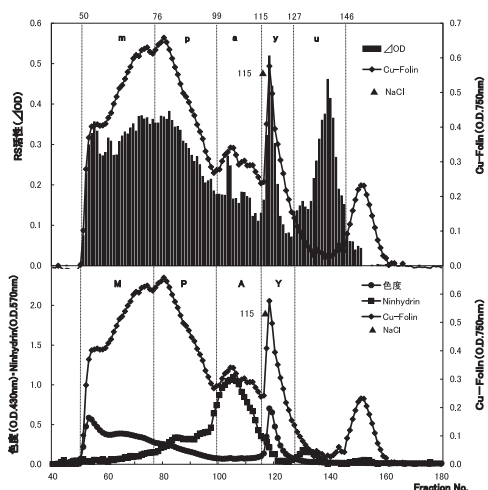 50 76 99 115 127 146
0.6 0.7
m p a y u
ΔOD
Cu-Folin
NaCl
115
0.5 0.6
0.4 0.5
0.3 0.4
0.2 0.3
0.1 0.2
0.0 0.1
0.0
RS活性(ΔOD)
Cu-Folin(O.D.750nm)
M P A Y
色度
Ninhydrin
Cu-Folin
NaCl
115
2.0 0.6
1.5 0.5
1.0 0.4
0.5 0.3
0.0 0.2
0.1
0.0
色度(O.D.430nm)・Ninhydrin(O.D.570nm)
Cu-Folin(O.D.750nm)
40 60 80 100 120 140 160 180
Fraction No.